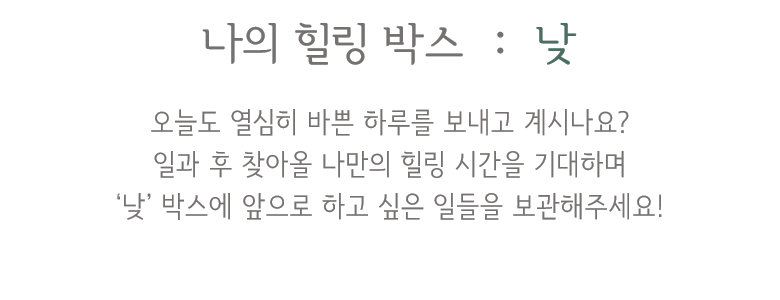 나의 힐링 박스 : 낮
오늘도 열심히 바쁜 하루를 보내고 계시나요?
일과 후 찾아올 나만의 힐링 시간을 기대하며
‘낮’ 박스에 앞으로 하고 싶은 일들을 보관해주세요!